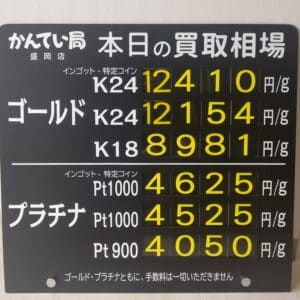 かんてい局 盛岡店 本日の買取相場
インゴット・特定コイン
K24 12410 円/g
ゴールド K24 12154 円/g
K18 8981 円/g
インゴット・特定コイン
Pt1000 4625 円/g
プラチナ Pt1000 4525 円/g
Pt900 4050 円/g
ゴールド・プラチナともに、手数料は一切いただきません